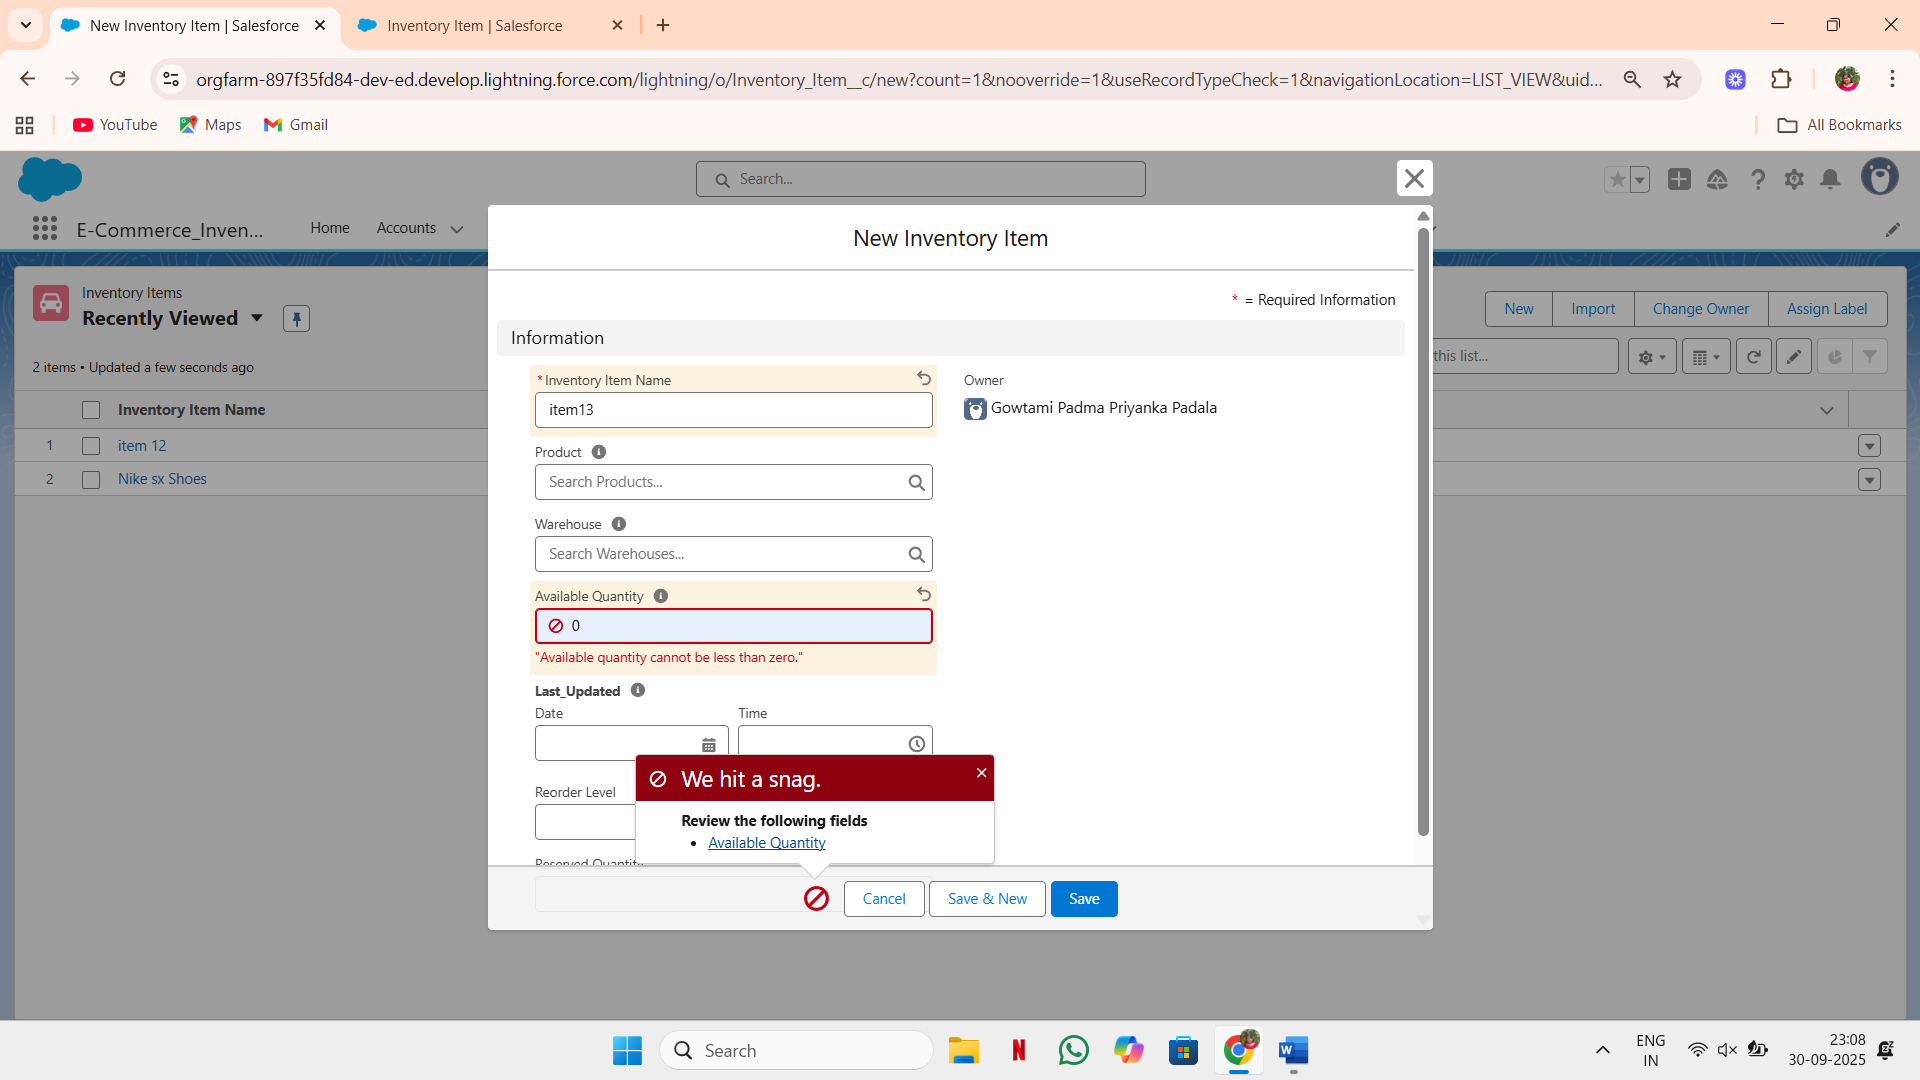 New Inventory Item | Salesforce
Inventory Item | Salesforce
orgfarm-897f35fd84-dev-ed.develop.lightning.force.com/lightning/o/Inventory_Item__c/new?count=1&nooverride=1&useRecordTypeCheck=1&navigationLocation=LIST_VIEW&uid...
YouTube
Maps
Gmail
All Bookmarks
Search...
E-Commerce_Inven...
Home
Accounts
Inventory Items
Recently Viewed
2 items • Updated a few seconds ago
New
Import
Change Owner
Assign Label
this list...
Inventory Item Name
1
item 12
2
Nike sx Shoes
New Inventory Item
* = Required Information
Information
*Inventory Item Name
item13
Owner
Gowtami Padma Priyanka Padala
Product
Search Products...
Warehouse
Search Warehouses...
Available Quantity
0
"Available quantity cannot be less than zero."
Last_Updated
Date
Time
Reorder Level
Reserved Quantity
We hit a snag.
Review the following fields
• Available Quantity
Cancel
Save & New
Save
Search
ENG
IN
23:08
30-09-2025